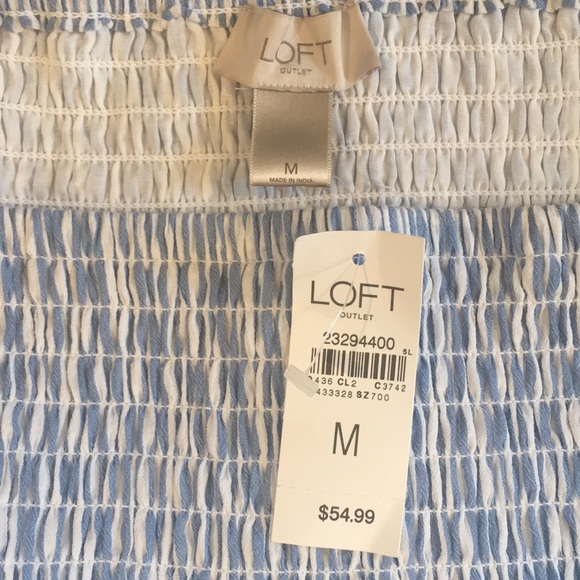 LOFT
OUTLET
M
MADE IN INDIA
LOFT
OUTLET
23294400
5L
436 CL2 C3742
433328 SZ700
M
$54.99